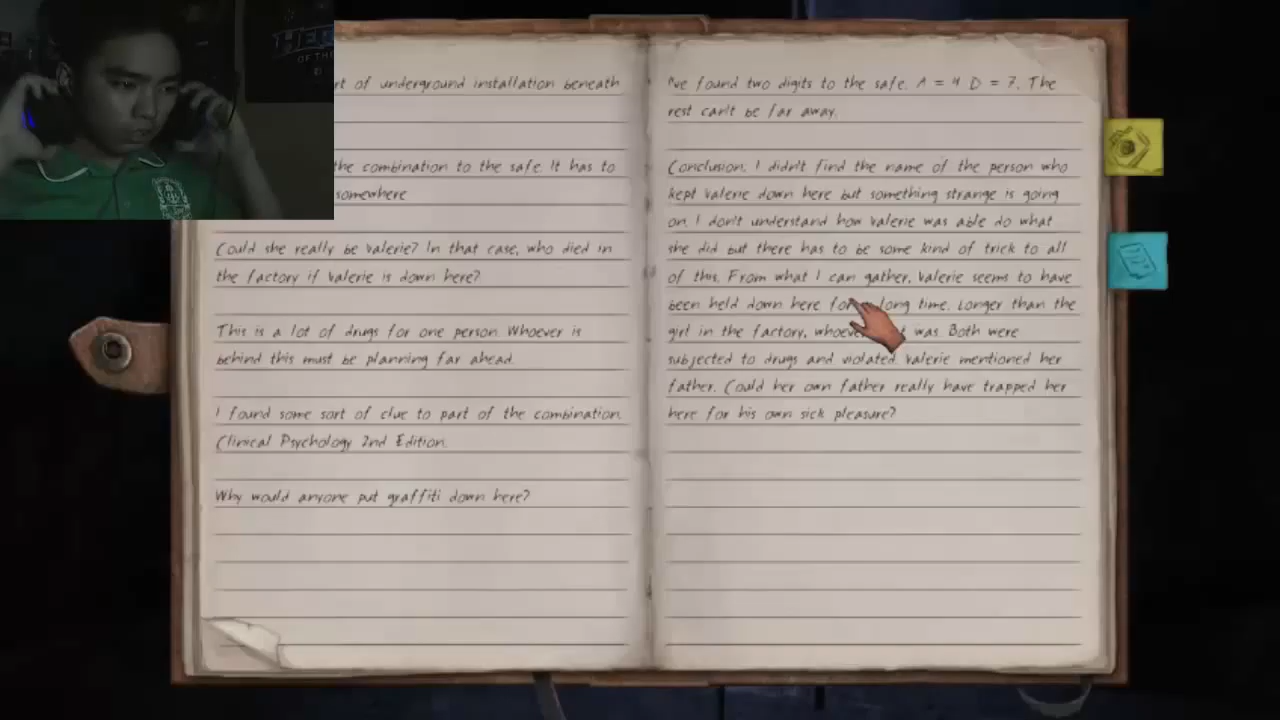 HER
OF THE
rt of underground installation beneath
the combination to the safe. It has to
somewhere
Could she really be Valerie? In that case, who died in
the factory if Valerie is down here?
This is a lot of drugs for one person. Whoever is
behind this must be planning far ahead.
I found some sort of clue to part of the combination.
Clinical Psychology 2nd Edition.
Why would anyone put graffiti down here?
I've found two digits to the safe. A = 4 D = 7. The
rest can't be far away.
Conclusion. I didn't find the name of the person who
kept Valerie down here but something strange is going
on. I don't understand how Valerie was able do what
she did but there has to be some kind of trick to all
of this. From what I can gather, Valerie seems to have
been held down here for long time. Longer than the
girl in the factory, whoever was. Both were
subjected to drugs and violated. Valerie mentioned her
father. Could her own father really have trapped her
here for his own sick pleasure?